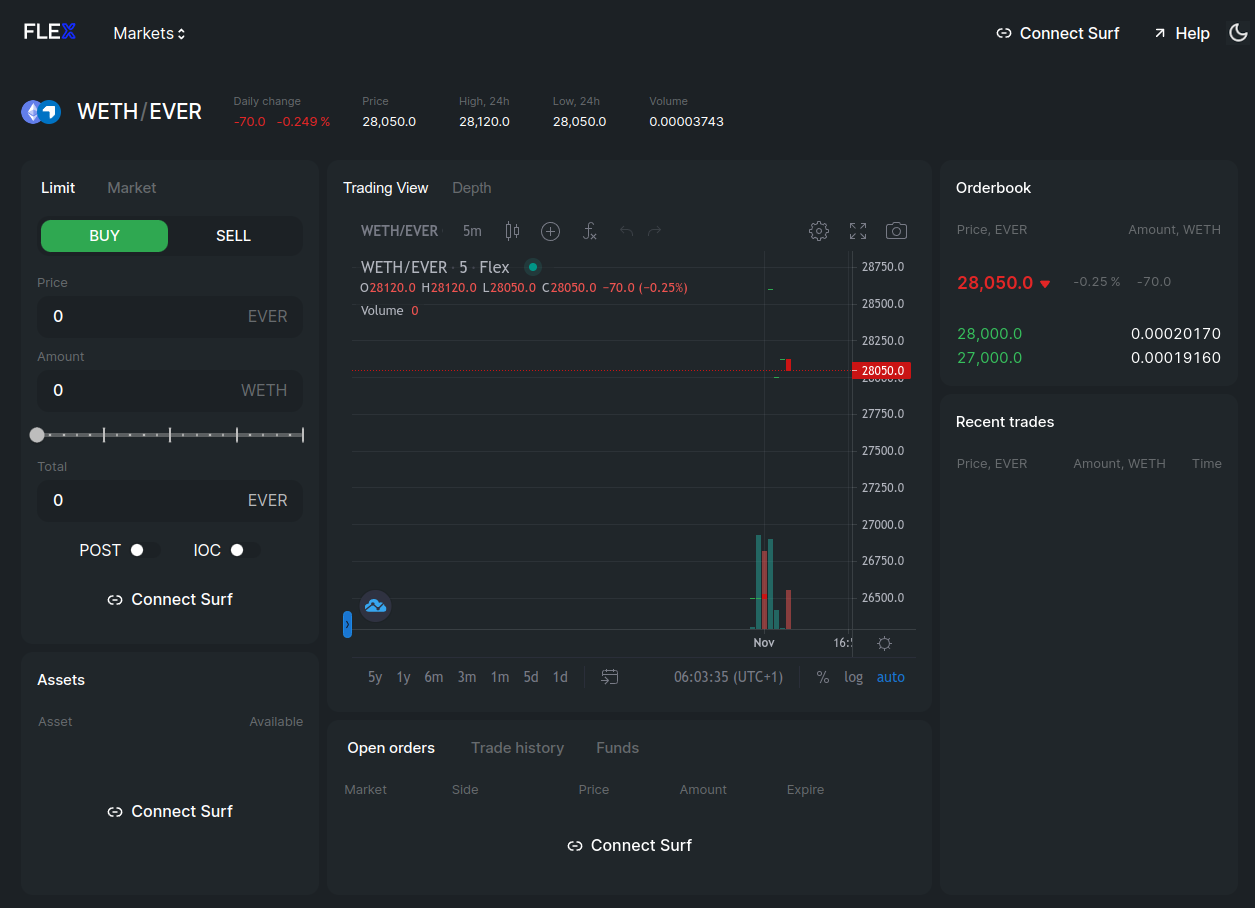 FLEX
Markets
Connect Surf
Help
WETH/EVER
Daily change
-70.0 -0.249 %
Price
28,050.0
High, 24h
28,120.0
Low, 24h
28,050.0
Volume
0.00003743
Limit
Market
BUY
SELL
Price
0 EVER
Amount
0 WETH
Total
0 EVER
POST
IOC
Connect Surf
Assets
Asset Available
Connect Surf
Trading View
Depth
WETH/EVER 5m
WETH/EVER · 5 · Flex
O28120.0 H28120.0 L28050.0 C28050.0 −70.0 (−0.25%)
Volume 0
28750.0
28500.0
28250.0
28050.0
28000.0
27750.0
27500.0
27250.0
27000.0
26750.0
26500.0
Nov
5y 1y 6m 3m 1m 5d 1d
06:03:35 (UTC+1)
% log auto
Open orders
Trade history
Funds
Market Side Price Amount Expire
Connect Surf
Orderbook
Price, EVER Amount, WETH
28,050.0 -0.25 % -70.0
28,000.0 0.00020170
27,000.0 0.00019160
Recent trades
Price, EVER Amount, WETH Time